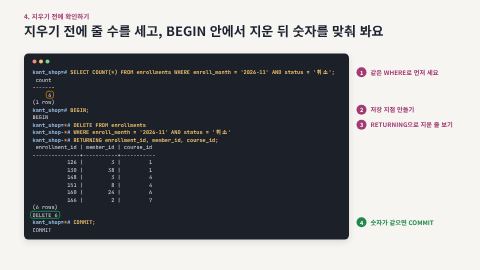 4. 지우기 전에 확인하기
지우기 전에 줄 수를 세고, BEGIN 안에서 지운 뒤 숫자를 맞춰 봐요
kant_shop=# SELECT COUNT(*) FROM enrollments WHERE enroll_month = '2026-11' AND status = '취소';
count
-------
6
(1 row)
kant_shop=# BEGIN;
BEGIN
kant_shop=*# DELETE FROM enrollments
kant_shop-*# WHERE enroll_month = '2026-11' AND status = '취소'
kant_shop-*# RETURNING enrollment_id, member_id, course_id;
enrollment_id | member_id | course_id
---------------+-----------+-----------
126 | 3 | 1
130 | 38 | 1
148 | 3 | 4
151 | 8 | 4
160 | 24 | 6
166 | 2 | 7
(6 rows)
DELETE 6
kant_shop=*# COMMIT;
COMMIT
1 같은 WHERE로 먼저 세요
2 저장 지점 만들기
3 RETURNING으로 지운 줄 보기
4 숫자가 같으면 COMMIT